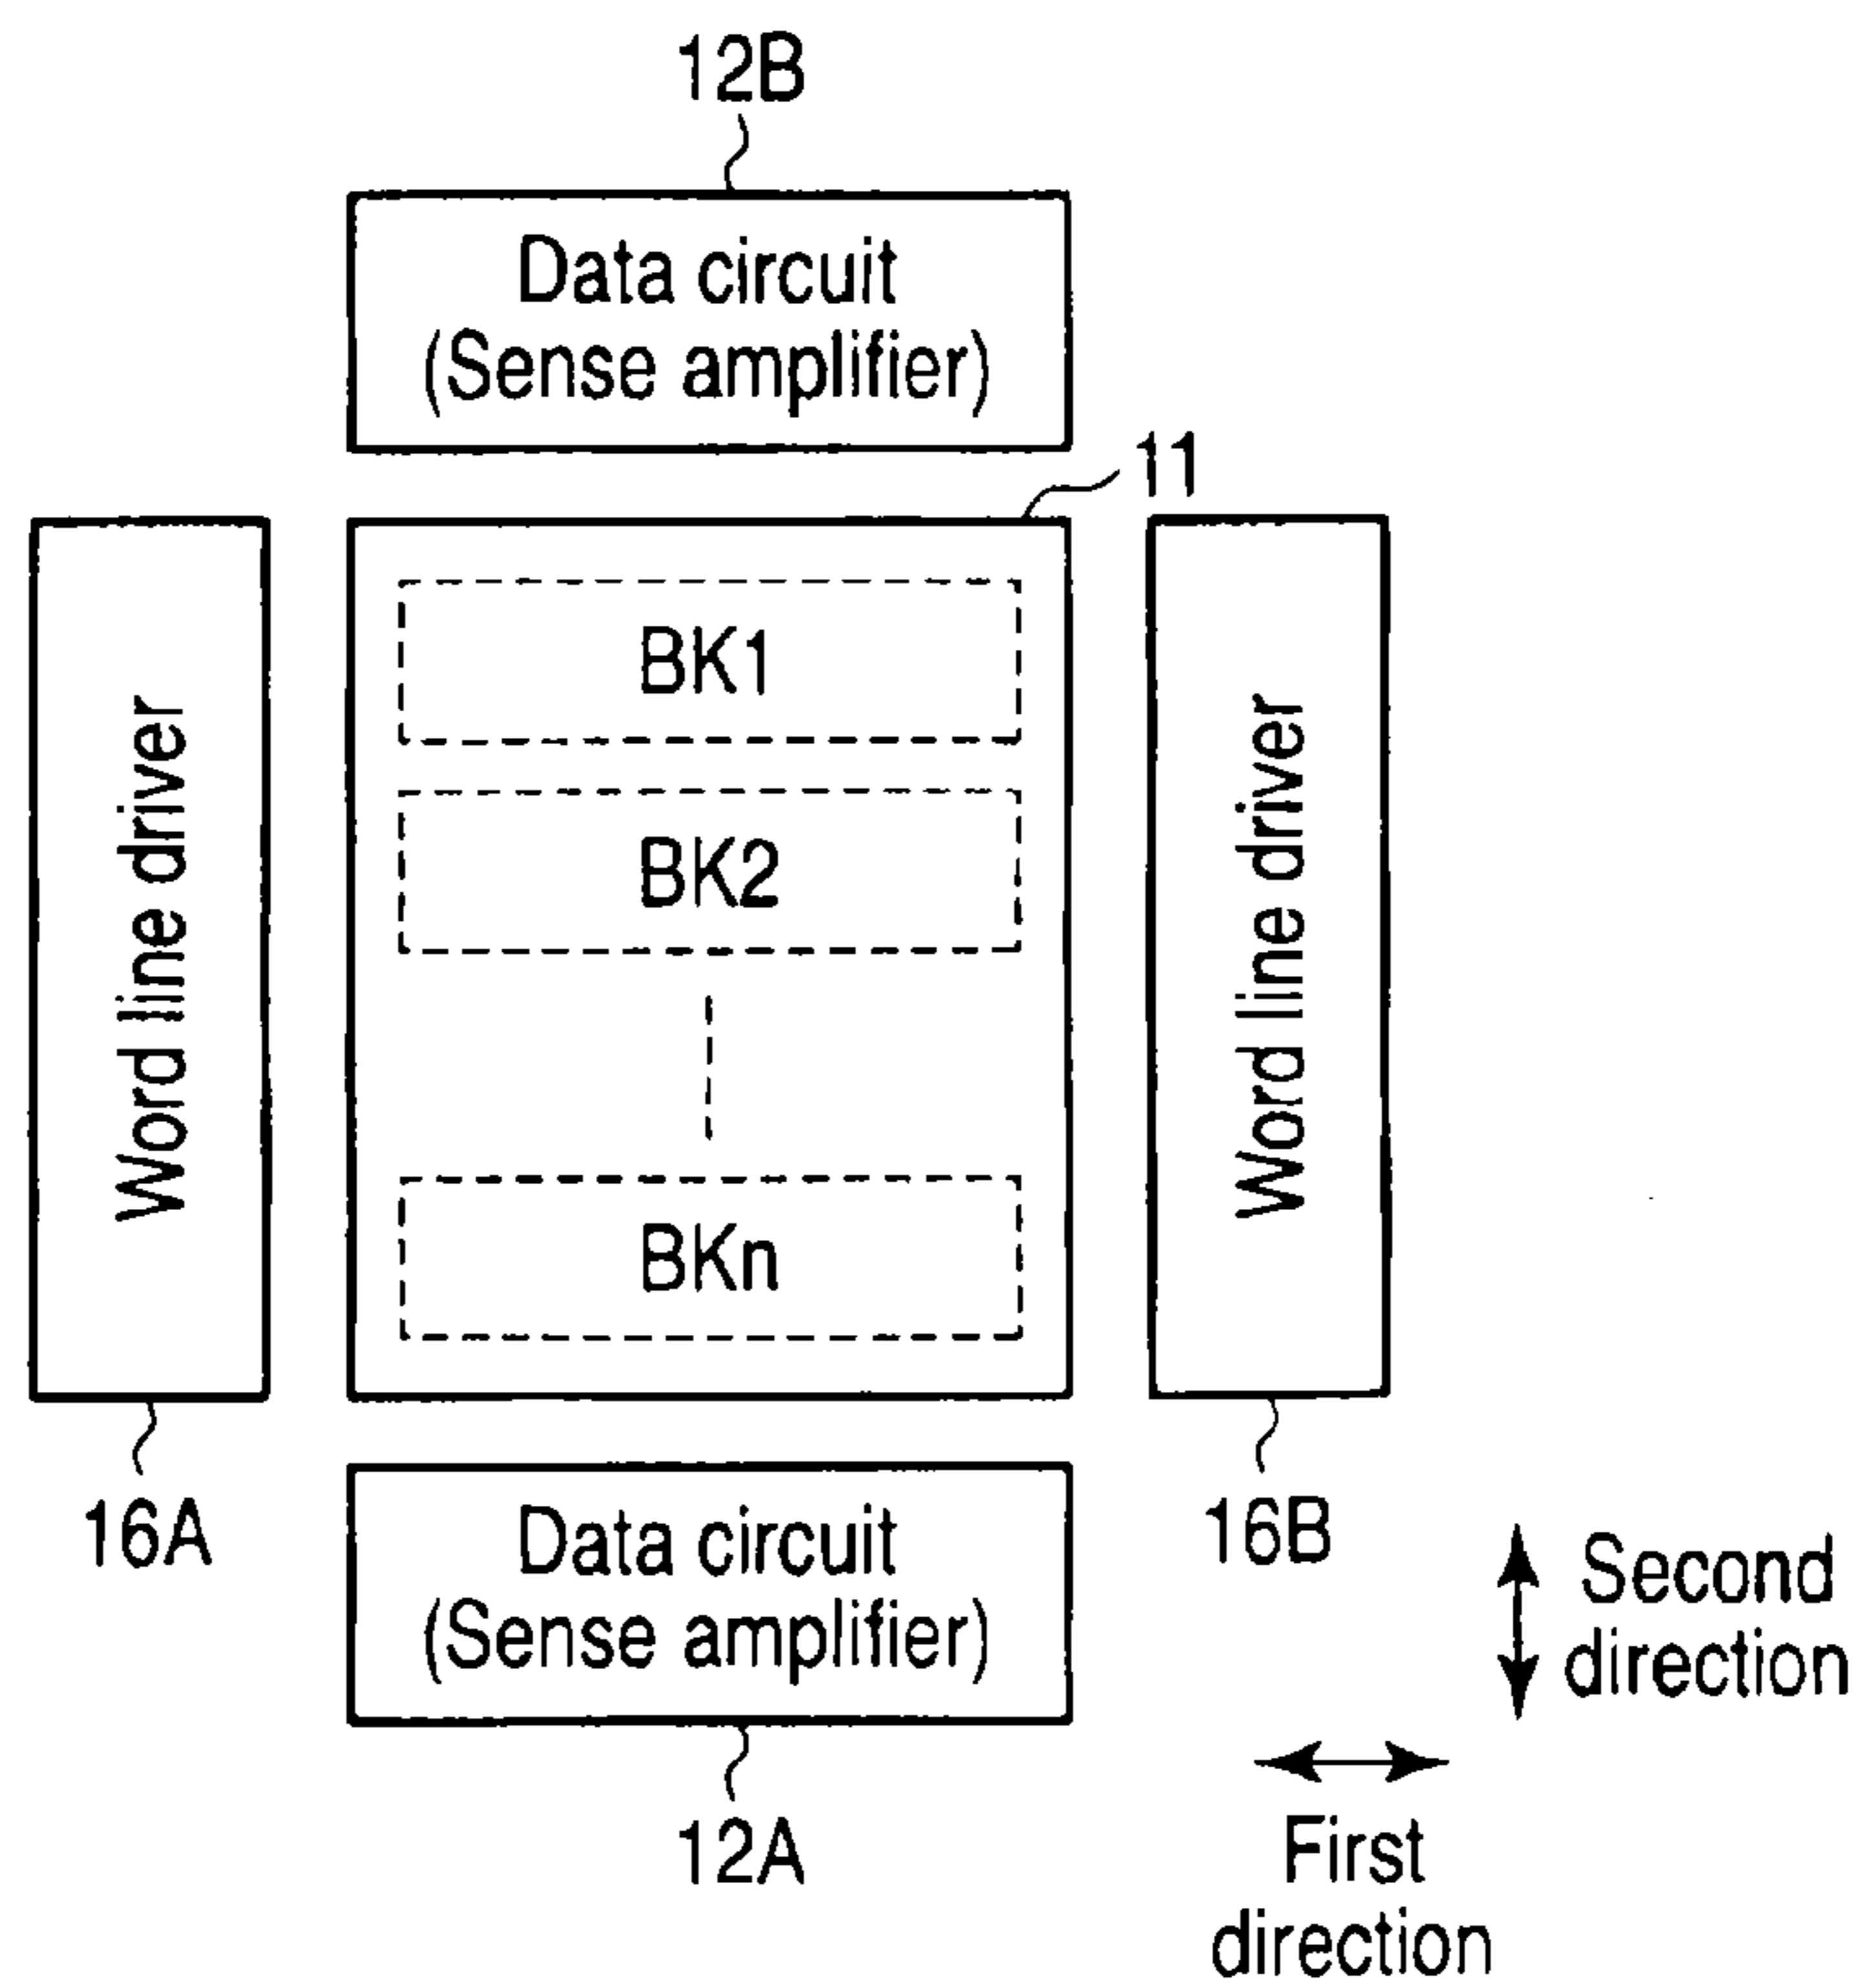 12B
Data circuit
(Sense amplifier)
11
Word line driver
BK1
BK2
BKn
Word line driver
16A
16B
Data circuit
(Sense amplifier)
12A
Second
direction
First
direction